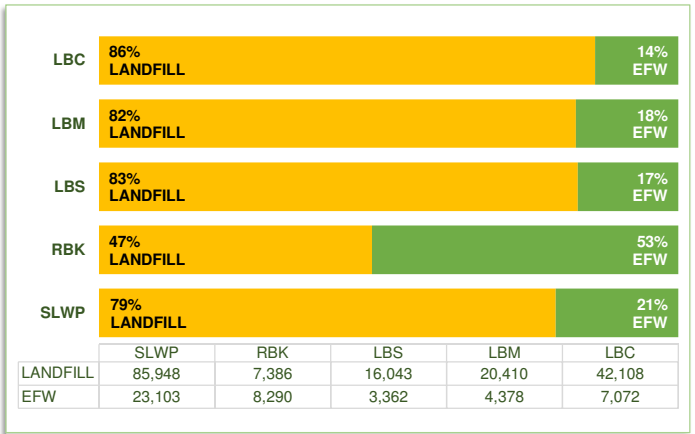 LBC
86%
LANDFILL
14%
EFW
LBM
82%
LANDFILL
18%
EFW
LBS
83%
LANDFILL
17%
EFW
RBK
47%
LANDFILL
53%
EFW
SLWP
79%
LANDFILL
21%
EFW
SLWP RBK LBS LBM LBC
LANDFILL 85,948 7,386 16,043 20,410 42,108
EFW 23,103 8,290 3,362 4,378 7,072